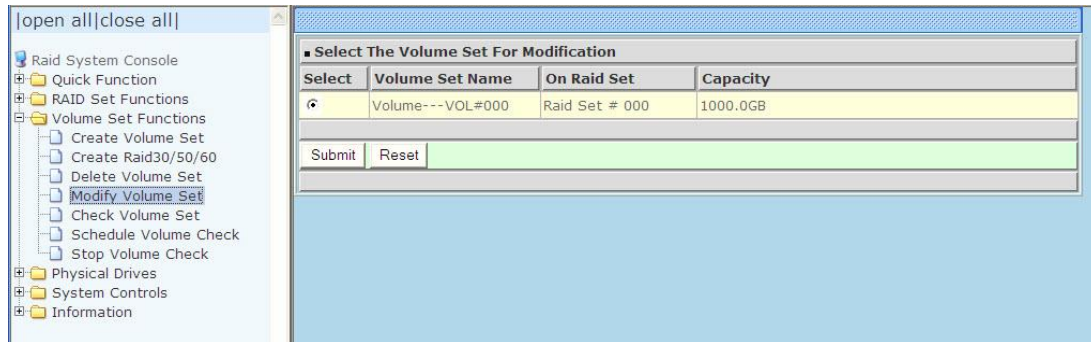 |open all|close all|
Raid System Console
Quick Function
RAID Set Functions
Volume Set Functions
Create Volume Set
Create Raid30/50/60
Delete Volume Set
Modify Volume Set
Check Volume Set
Schedule Volume Check
Stop Volume Check
Physical Drives
System Controls
Information
Select The Volume Set For Modification
Select Volume Set Name On Raid Set Capacity
Volume---VOL#000 Raid Set # 000 1000.0GB
Submit Reset